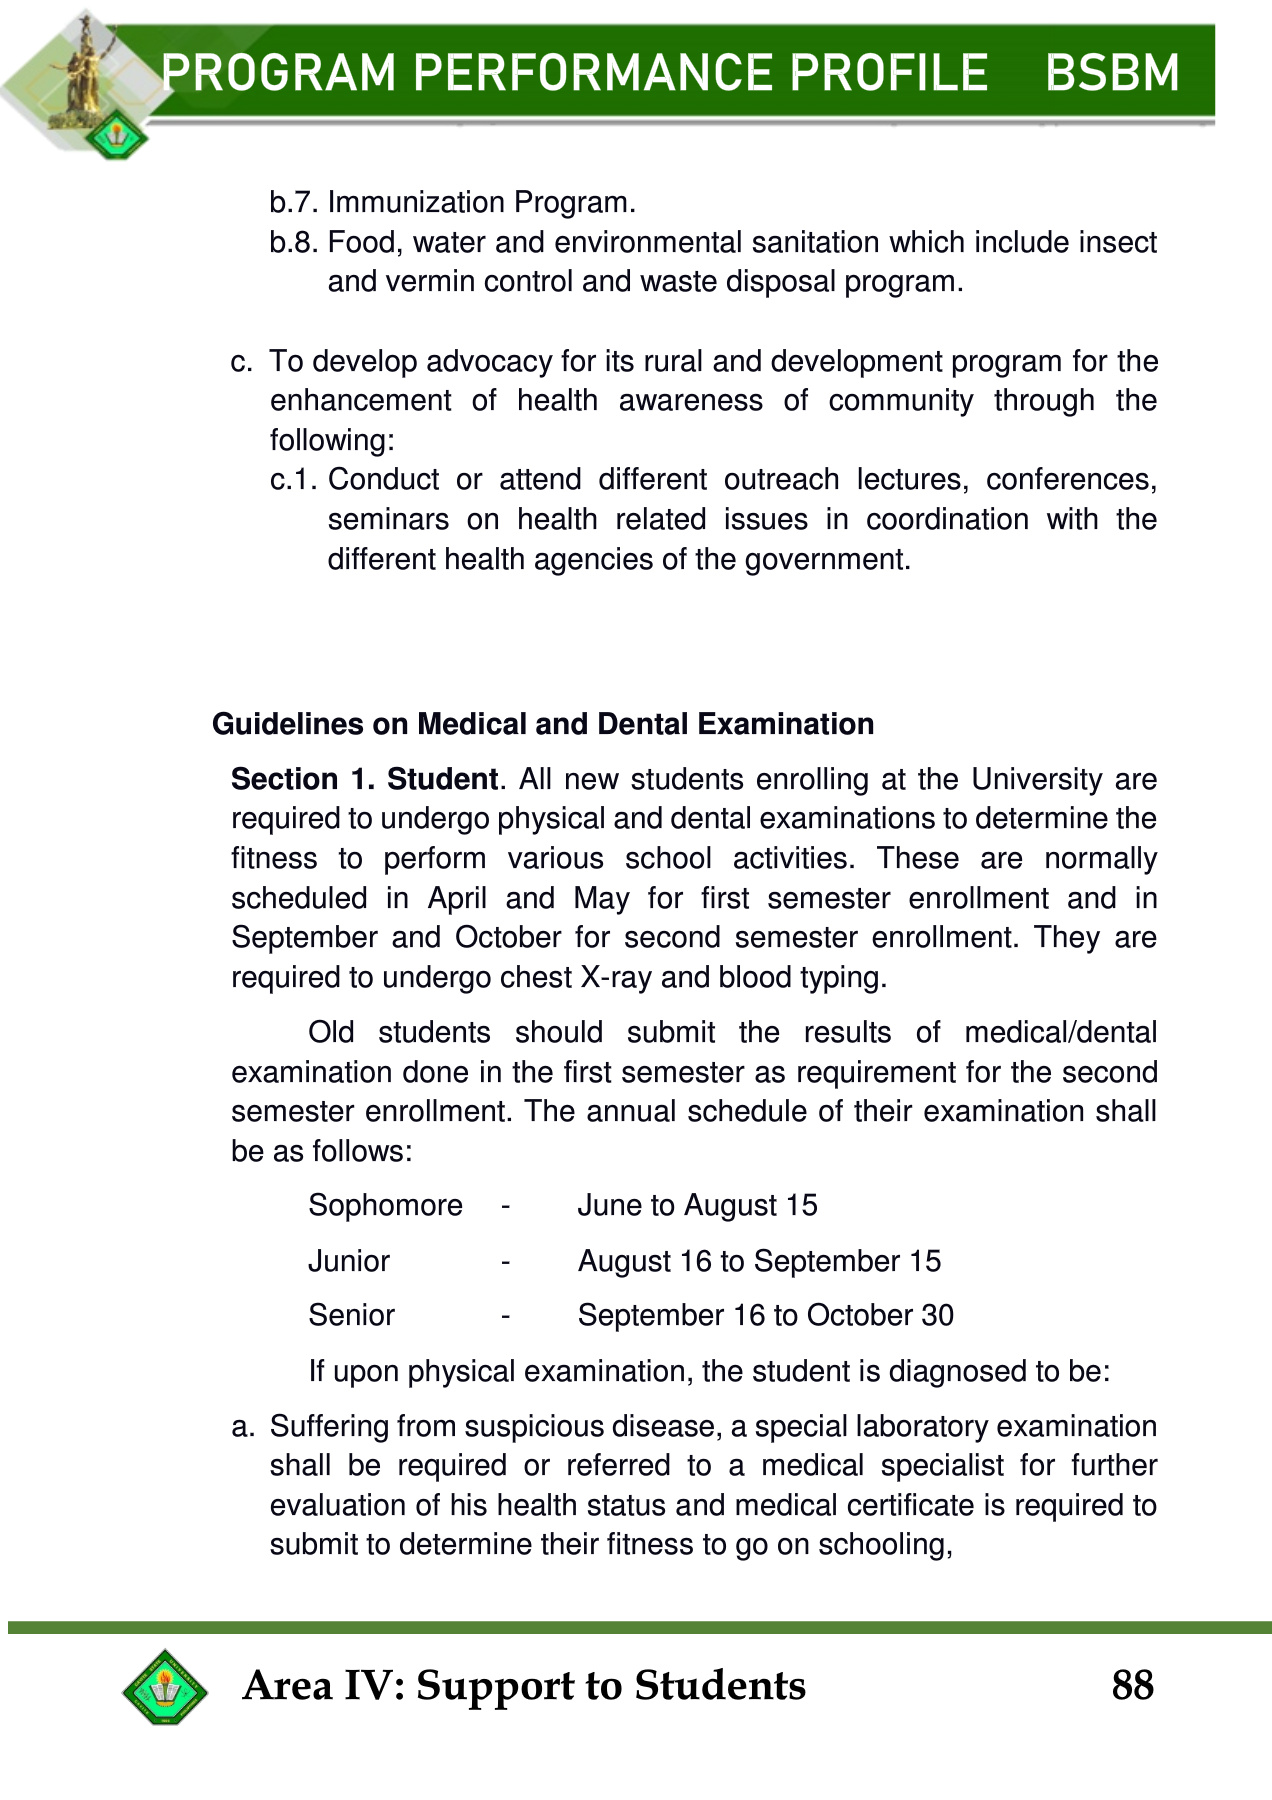 PROGRAM PERFORMANCE PROFILE BSBM
b.7. Immunization Program.
b.8. Food, water and environmental sanitation which include insect
and vermin control and waste disposal program.
c. To develop advocacy for its rural and development program for the
enhancement of health awareness of community through the
following:
c.1. Conduct or attend different outreach lectures, conferences,
seminars on health related issues in coordination with the
different health agencies of the government.
Guidelines on Medical and Dental Examination
Section 1. Student. All new students enrolling at the University are
required to undergo physical and dental examinations to determine the
fitness to perform various school activities. These are normally
scheduled in April and May for first semester enrollment and in
September and October for second semester enrollment. They are
required to undergo chest X-ray and blood typing.
Old students should submit the results of medical/dental
examination done in the first semester as requirement for the second
semester enrollment. The annual schedule of their examination shall
be as follows:
Sophomore - June to August 15
Junior - August 16 to September 15
Senior - September 16 to October 30
If upon physical examination, the student is diagnosed to be:
a. Suffering from suspicious disease, a special laboratory examination
shall be required or referred to a medical specialist for further
evaluation of his health status and medical certificate is required to
submit to determine their fitness to go on schooling,
Area IV: Support to Students 88